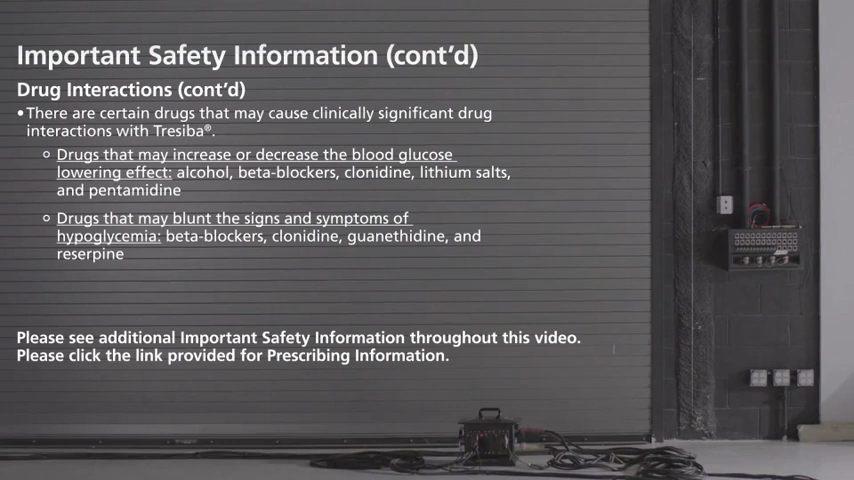 Important Safety Information (cont’d)
Drug Interactions (cont’d)
• There are certain drugs that may cause clinically significant drug
interactions with Tresiba®.
○ Drugs that may increase or decrease the blood glucose
lowering effect: alcohol, beta-blockers, clonidine, lithium salts,
and pentamidine
○ Drugs that may blunt the signs and symptoms of
hypoglycemia: beta-blockers, clonidine, guanethidine, and
reserpine
Please see additional Important Safety Information throughout this video.
Please click the link provided for Prescribing Information.